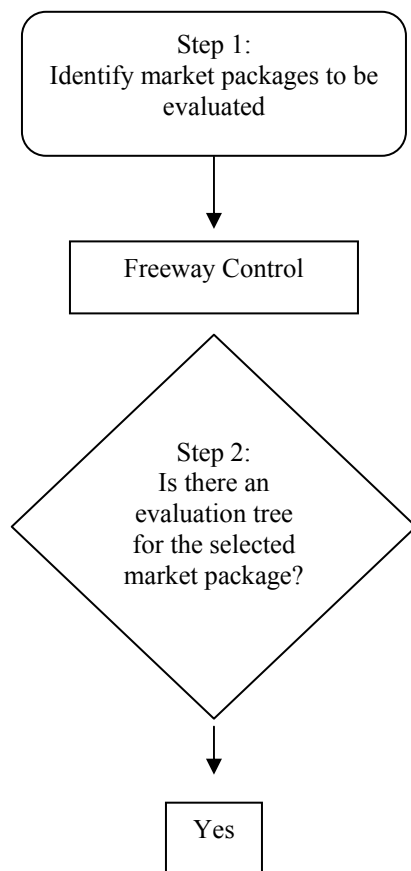 Step 1:
Identify market packages to be
evaluated
Freeway Control
Step 2:
Is there an
evaluation tree
for the selected
market package?
Yes